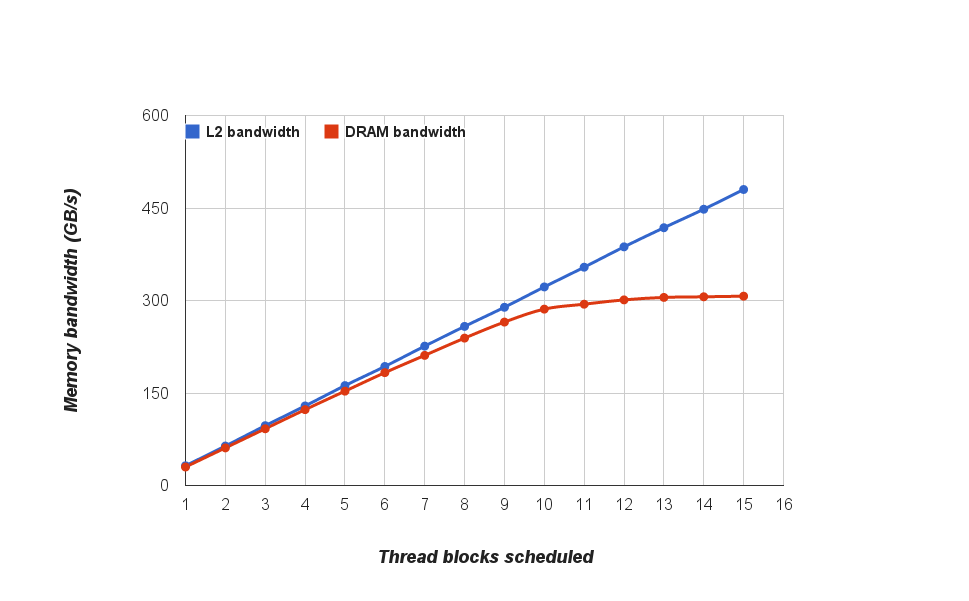 600
L2 bandwidth DRAM bandwidth
450
300
150
0
Memory bandwidth (GB/s)
1 2 3 4 5 6 7 8 9 10 11 12 13 14 15 16
Thread blocks scheduled